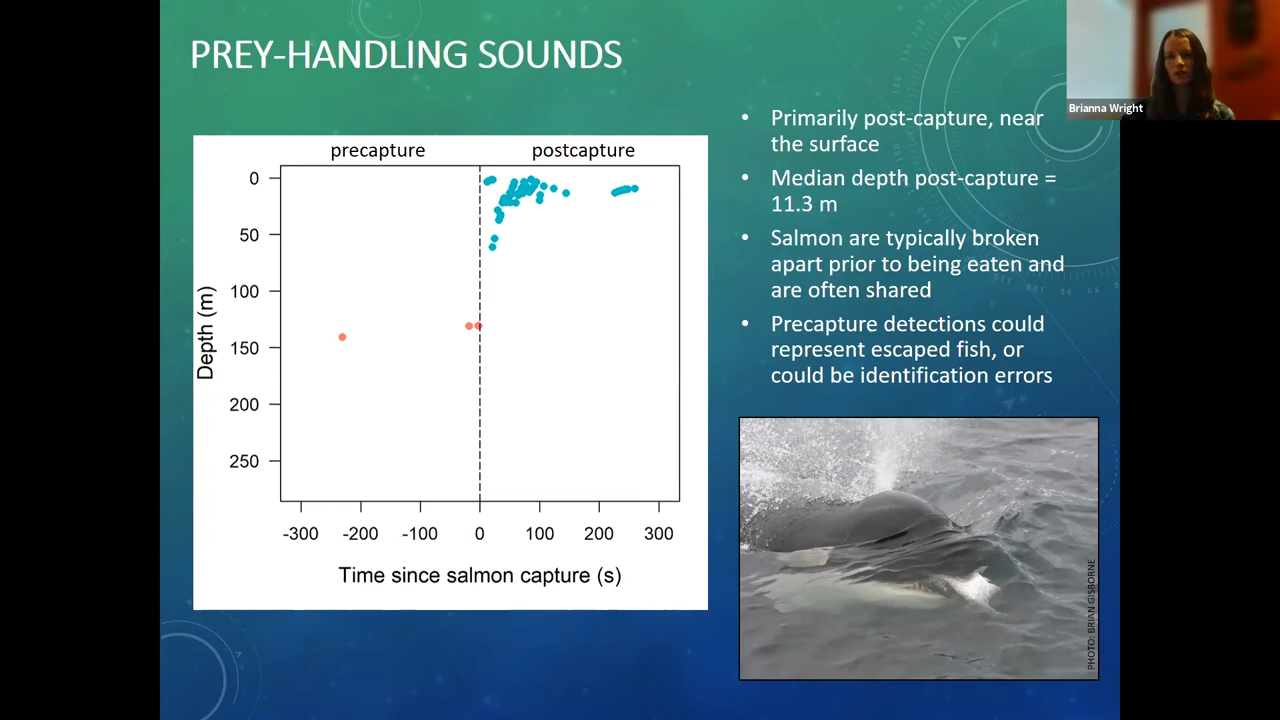 PREY-HANDLING SOUNDS
Brianna Wright
precapture
postcapture
0
50
100
150
200
250
Depth (m)
-300 -200 -100 0 100 200 300
Time since salmon capture (s)
• Primarily post-capture, near
the surface
• Median depth post-capture =
11.3 m
• Salmon are typically broken
apart prior to being eaten and
are often shared
• Precapture detections could
represent escaped fish, or
could be identification errors
PHOTO: BRIAN GISBORNE